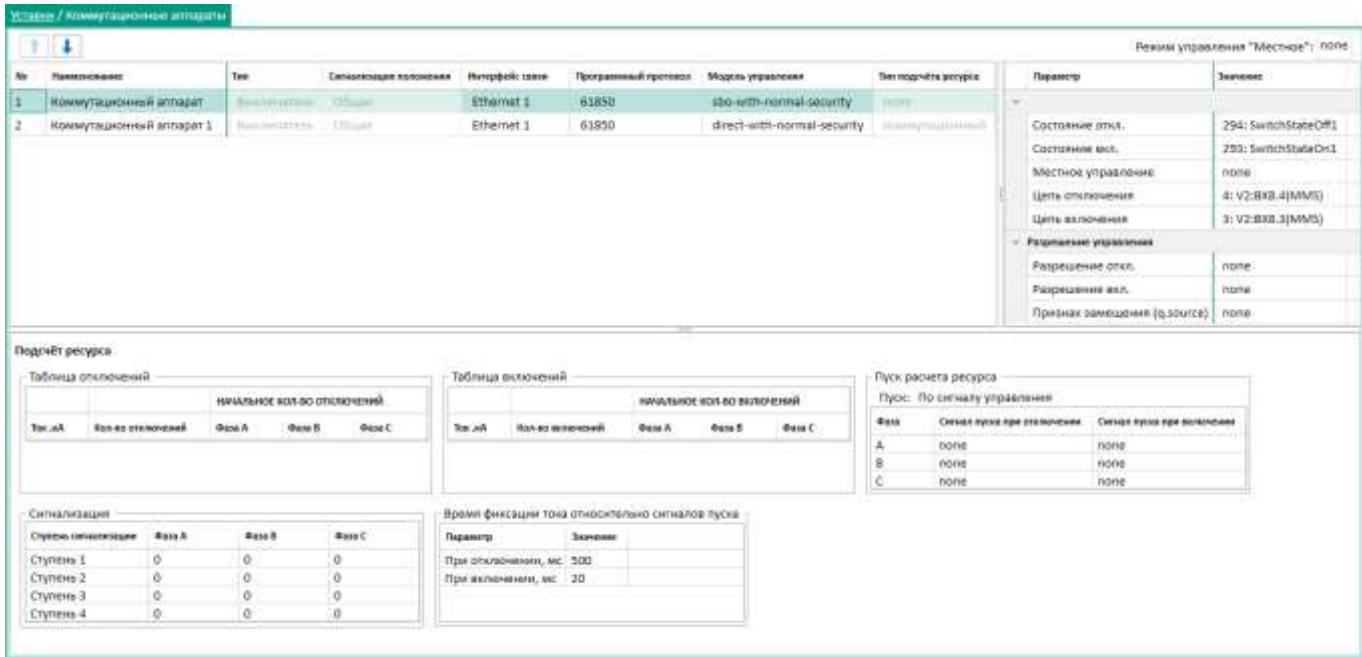 Уставки / Коммутационные аппараты
Режим управления "Местное": none
№ Наименование Тип Сигнализация положения Интерфейс связи Программный протокол Модель управления Тип подсчёта ресурса
1 Коммутационный аппарат Выключатель Общая Ethernet 1 61850 sbo-with-normal-security none
2 Коммутационный аппарат 1 Выключатель Общая Ethernet 1 61850 direct-with-normal-security Коммутационный
Параметр Значение
Состояние откл. 294: SwitchStateOff1
Состояние вкл. 293: SwitchStateOn1
Местное управление none
Цепь отключения 4: V2:BX8.4(MMS)
Цепь включения 3: V2:BX8.3(MMS)
Разрешение управления
Разрешение откл. none
Разрешение вкл. none
Признак замещения (q.source) none
Подсчёт ресурса
Таблица отключений
НАЧАЛЬНОЕ КОЛ-ВО ОТКЛЮЧЕНИЙ
Ток ,кА Кол-во отключений Фаза A Фаза B Фаза C
Таблица включений
НАЧАЛЬНОЕ КОЛ-ВО ВКЛЮЧЕНИЙ
Ток ,кА Кол-во включений Фаза A Фаза B Фаза C
Пуск расчета ресурса
Пуск: По сигналу управления
Фаза Сигнал пуска при отключении Сигнал пуска при включении
A none none
B none none
C none none
Сигнализация
Ступень сигнализации Фаза A Фаза B Фаза C
Ступень 1 0 0 0
Ступень 2 0 0 0
Ступень 3 0 0 0
Ступень 4 0 0 0
Время фиксации тока относительно сигналов пуска
Параметр Значение
При отключении, мс 500
При включении, мс 20